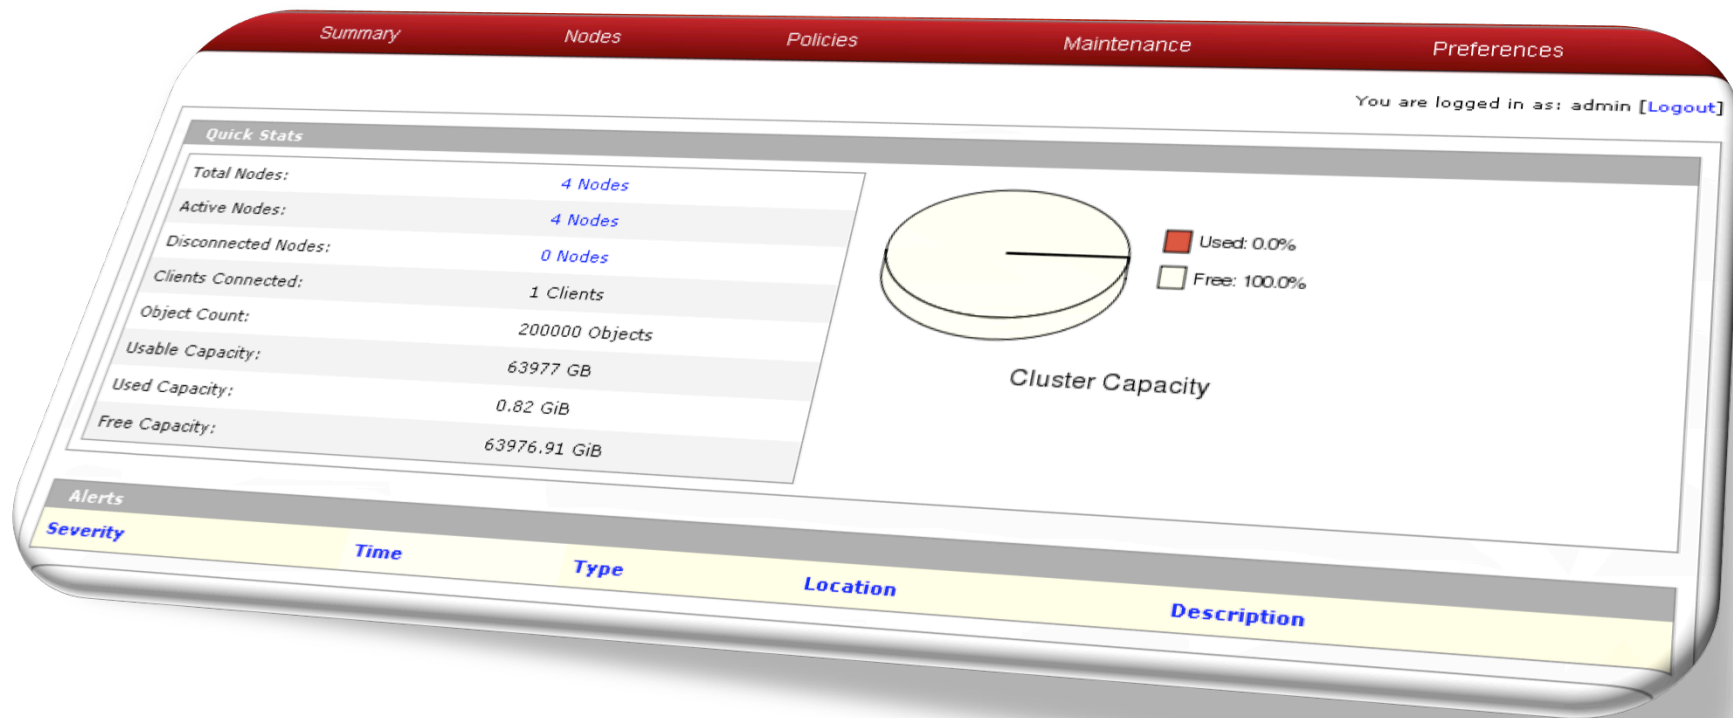 Summary Nodes Policies Maintenance Preferences
You are logged in as: admin [Logout]
Quick Stats
Total Nodes: 4 Nodes
Active Nodes: 4 Nodes
Disconnected Nodes: 0 Nodes
Clients Connected: 1 Clients
Object Count: 200000 Objects
Usable Capacity: 63977 GB
Used Capacity: 0.82 GiB
Free Capacity: 63976.91 GiB
Used: 0.0%
Free: 100.0%
Cluster Capacity
Alerts
Severity Time Type Location Description